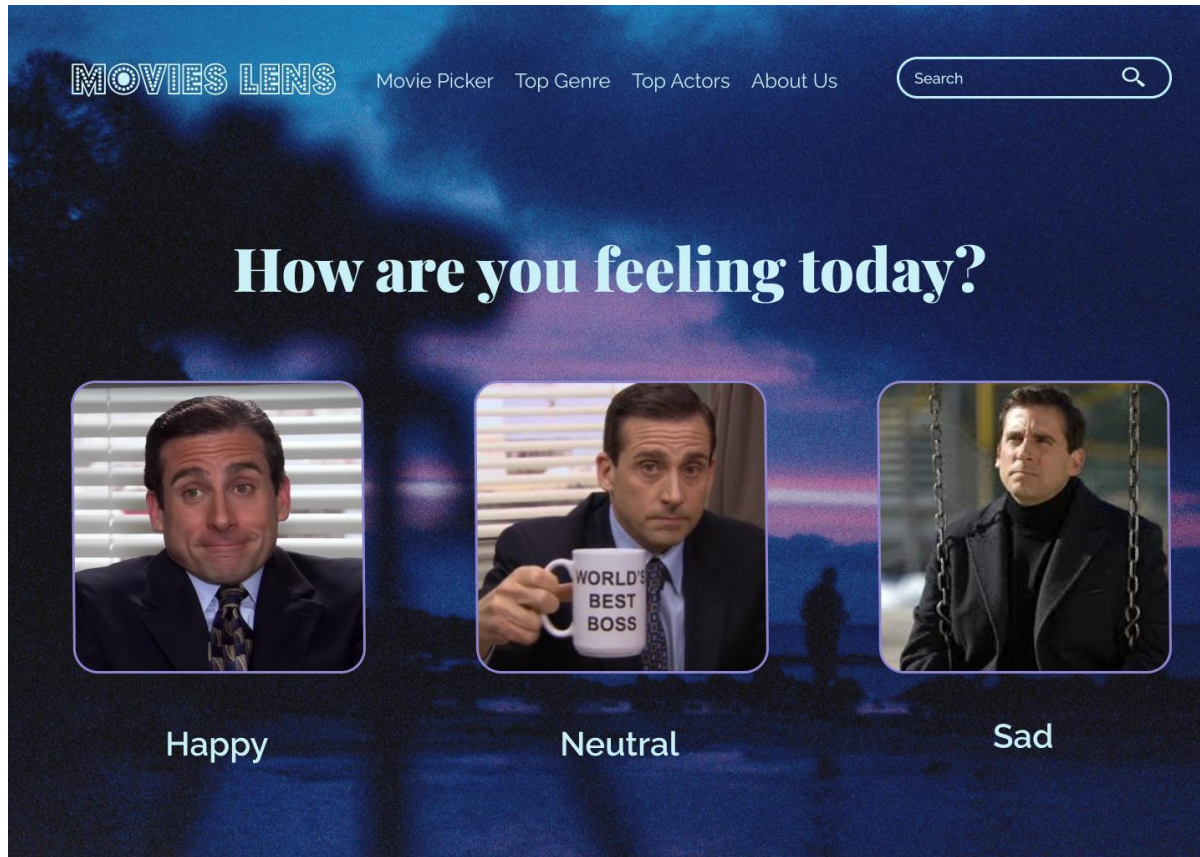 MOVIES LENS
Movie Picker
Top Genre
Top Actors
About Us
Search
How are you feeling today?
WORLD'S
BEST
BOSS
Happy
Neutral
Sad